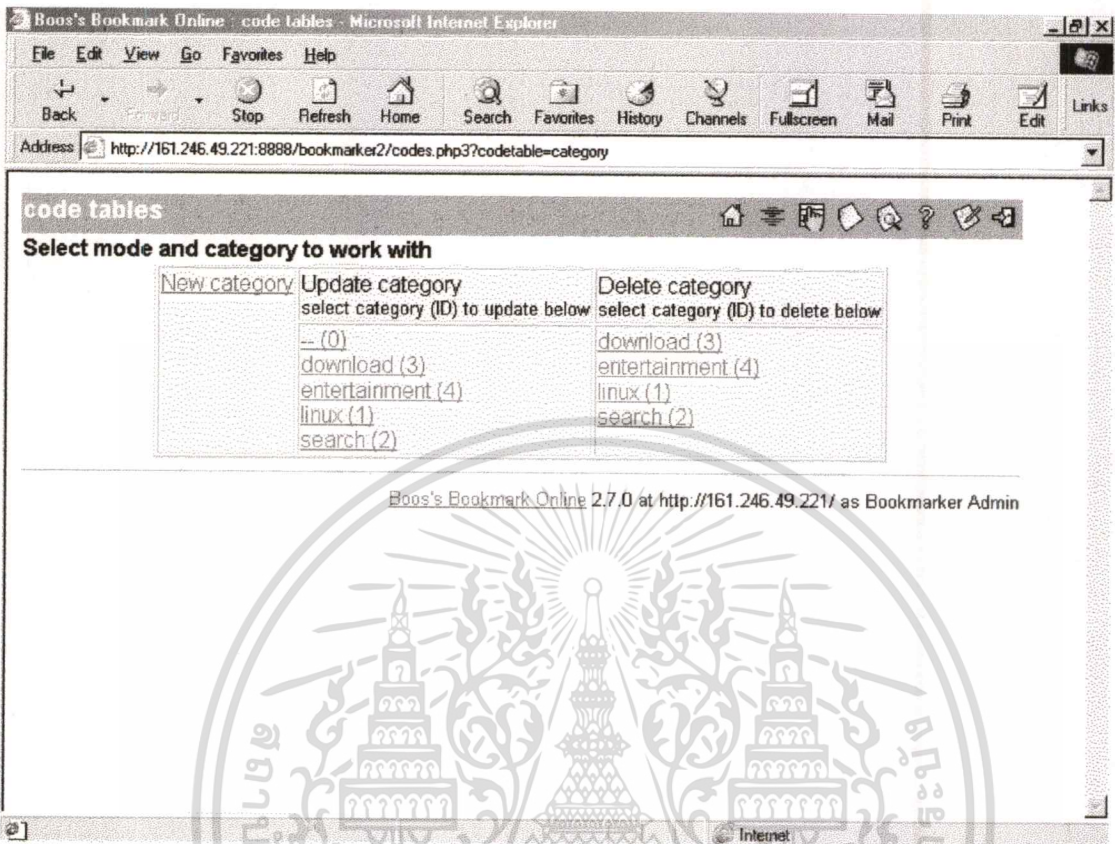 Boos's Bookmark Online : code tables - Microsoft Internet Explorer
File Edit View Go Favorites Help
Back Forward Stop Refresh Home Search Favorites History Channels Fullscreen Mail Print Edit Links
Address http://161.246.49.221:8888/bookmarker2/codes.php3?codetable=category
code tables
Select mode and category to work with
New category
Update category
select category (ID) to update below
-- (0)
download (3)
entertainment (4)
linux (1)
search (2)
Delete category
select category (ID) to delete below
download (3)
entertainment (4)
linux (1)
search (2)
Boos's Bookmark Online 2.7.0 at http://161.246.49.221/ as Bookmarker Admin
Internet